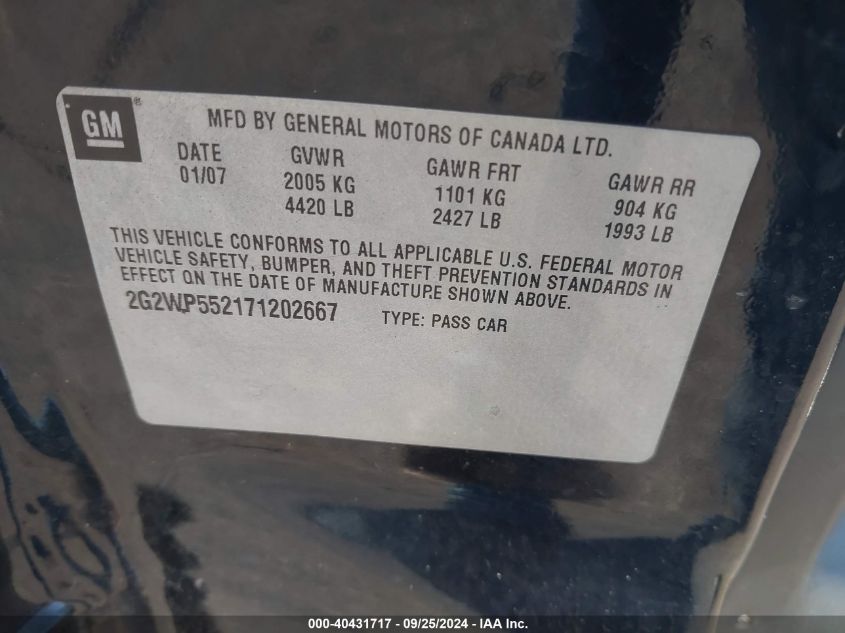 GM ®
MFD BY GENERAL MOTORS OF CANADA LTD.
DATE GVWR GAWR FRT GAWR RR
01/07 2005 KG 1101 KG 904 KG
4420 LB 2427 LB 1993 LB
THIS VEHICLE CONFORMS TO ALL APPLICABLE U.S. FEDERAL MOTOR
VEHICLE SAFETY, BUMPER, AND THEFT PREVENTION STANDARDS IN
EFFECT ON THE DATE OF MANUFACTURE SHOWN ABOVE.
2G2WP552171202667 TYPE: PASS CAR
000-40431717 - 09/25/2024 - IAA Inc.